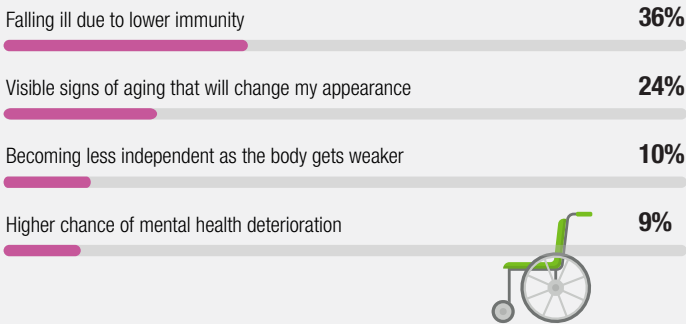 Falling ill due to lower immunity 36%
Visible signs of aging that will change my appearance 24%
Becoming less independent as the body gets weaker 10%
Higher chance of mental health deterioration 9%